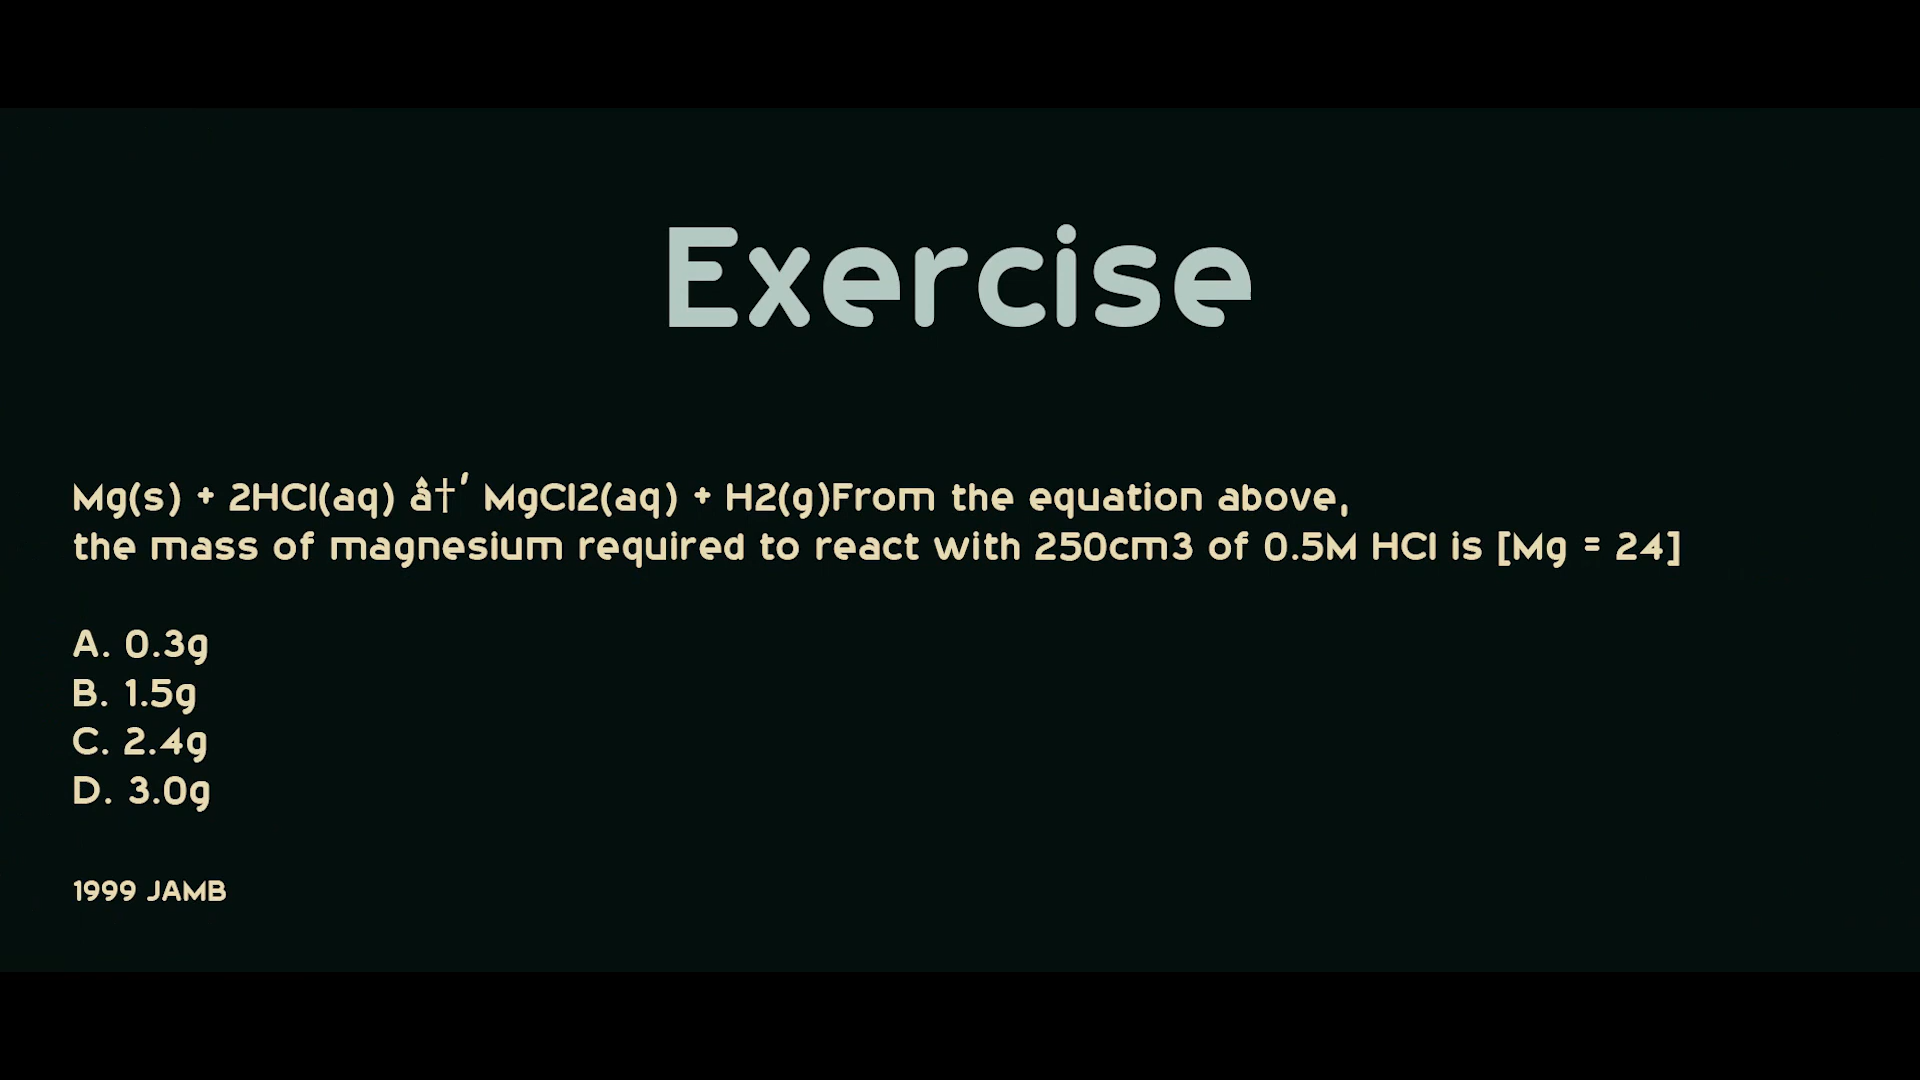 Exercise
Mg(s) + 2HCl(aq) â†’ MgCl2(aq) + H2(g)From the equation above,
the mass of magnesium required to react with 250cm3 of 0.5M HCl is [Mg = 24]
A. 0.3g
B. 1.5g
C. 2.4g
D. 3.0g
1999 JAMB